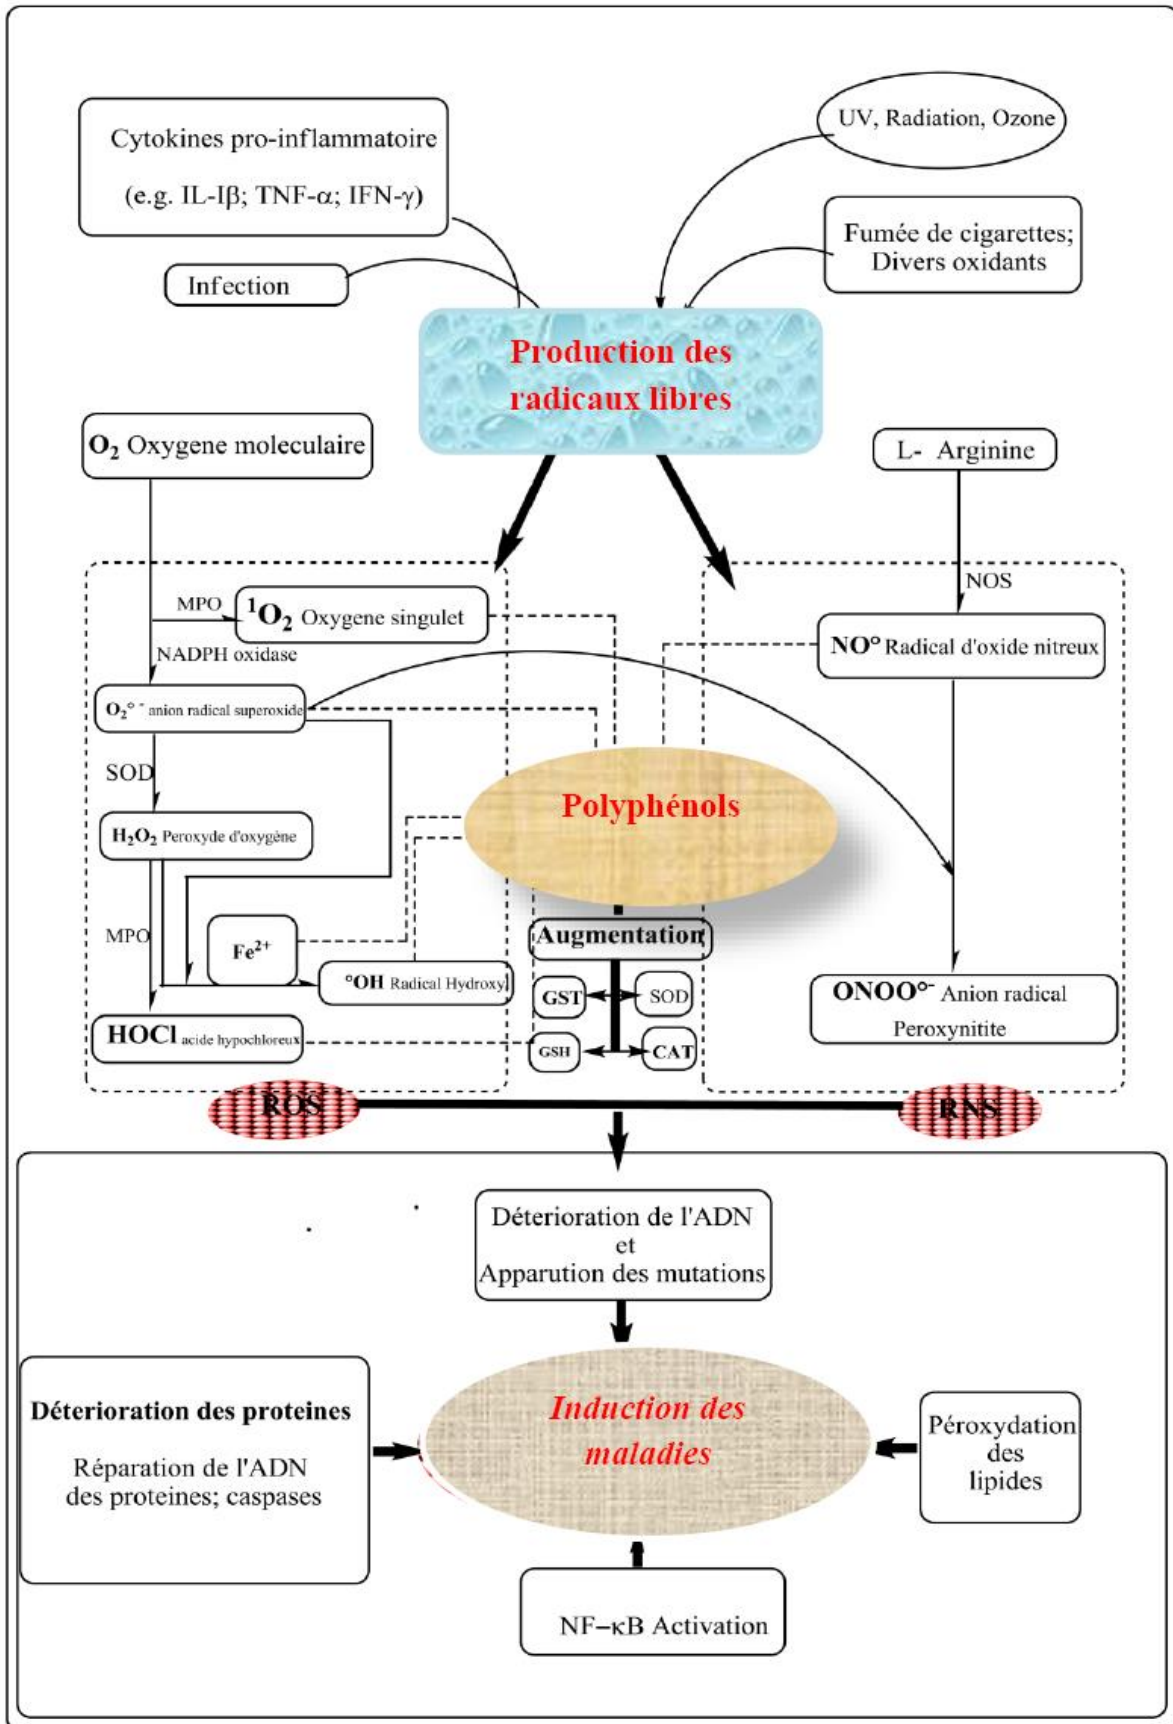 Cytokines pro-inflammatoire
(e.g. IL-Iβ; TNF-α; IFN-γ)
UV, Radiation, Ozone
Fumée de cigarettes;
Divers oxidants
Infection
Production des
radicaux libres
O₂ Oxygene moleculaire
L- Arginine
NOS
MPO
¹O₂ Oxygene singulet
NADPH oxidase
NO° Radical d'oxide nitreux
O₂°⁻ anion radical superoxide
SOD
Polyphénols
H₂O₂ Peroxyde d'oxygène
MPO
Fe²⁺
Augmentation
°OH Radical Hydroxy
GST
SOD
ONOO°⁻ Anion radical
Peroxynitite
HOCl acide hypochloreux
GSH
CAT
ROS
RNS
Déterioration de l'ADN
et
Apparution des mutations
Déterioration des proteines
Réparation de l'ADN
des proteines; caspases
Induction des
maladies
Péroxydation
des
lipides
NF–κB Activation